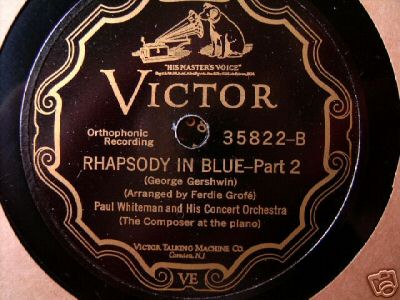 "HIS MASTER'S VOICE"
VICTOR
Orthophonic
Recording
35822-B
RHAPSODY IN BLUE-Part 2
(George Gershwin)
(Arranged by Ferdie Grofé)
Paul Whiteman and His Concert Orchestra
(The Composer at the piano)
VICTOR TALKING MACHINE CO.
Camden, N.J.
VE